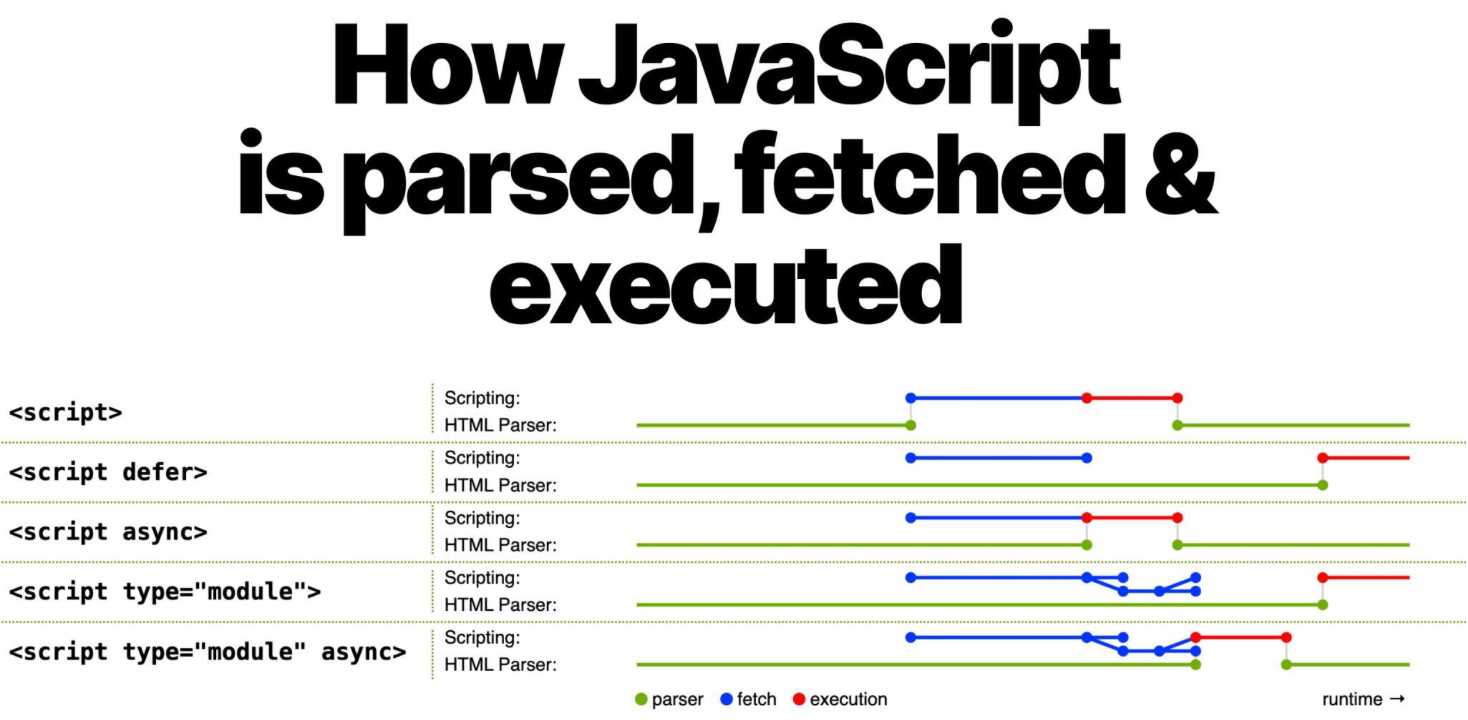 How JavaScript
is parsed, fetched &
executed
<script>
Scripting:
HTML Parser:
<script defer>
Scripting:
HTML Parser:
<script async>
Scripting:
HTML Parser:
<script type="module">
Scripting:
HTML Parser:
<script type="module" async>
Scripting:
HTML Parser:
parser fetch execution runtime →